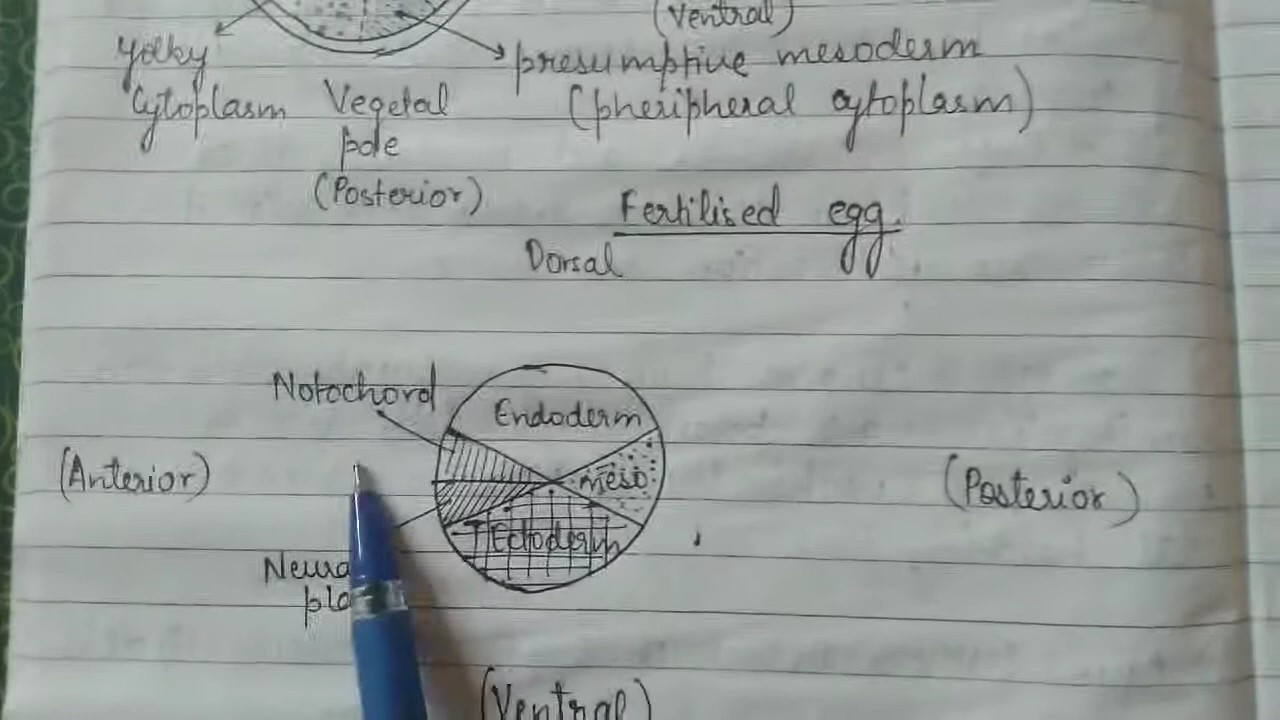 (Ventral)
Yolky
Cytoplasm
Vegetal
pole
(Posterior)
presumptive mesoderm
(pheripheral cytoplasm)
Fertilised egg.
Dorsal
Notochord
Endoderm
(Anterior)
meso
(Posterior)
Ectoderm
(Ventral)